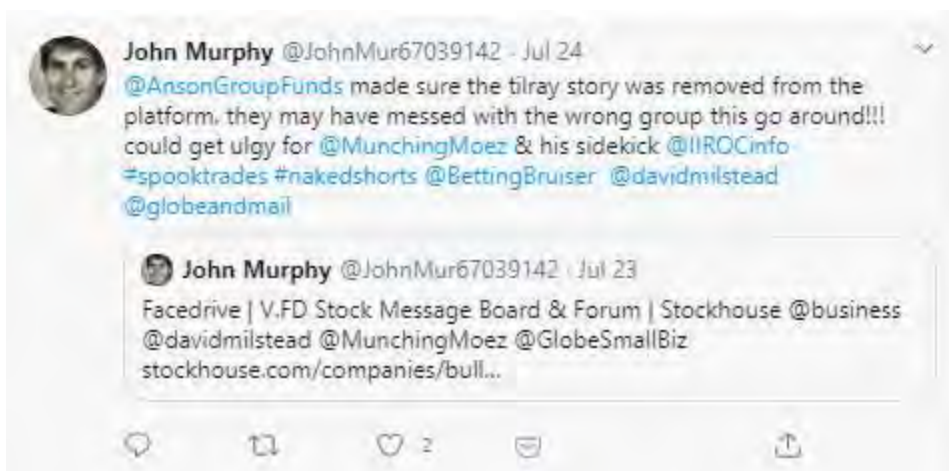 John Murphy @JohnMur67039142 · Jul 24
@AnsonGroupFunds made sure the tilray story was removed from the
platform. they may have messed with the wrong group this go around!!!
could get ulgy for @MunchingMoez & his sidekick @IIROCinfo
#spooktrades #nakedshorts @BettingBruiser @davidmilstead
@globeandmail
John Murphy @JohnMur67039142 · Jul 23
Facedrive | V.FD Stock Message Board & Forum | Stockhouse @business
@davidmilstead @MunchingMoez @GlobeSmallBiz
stockhouse.com/companies/bull...
2